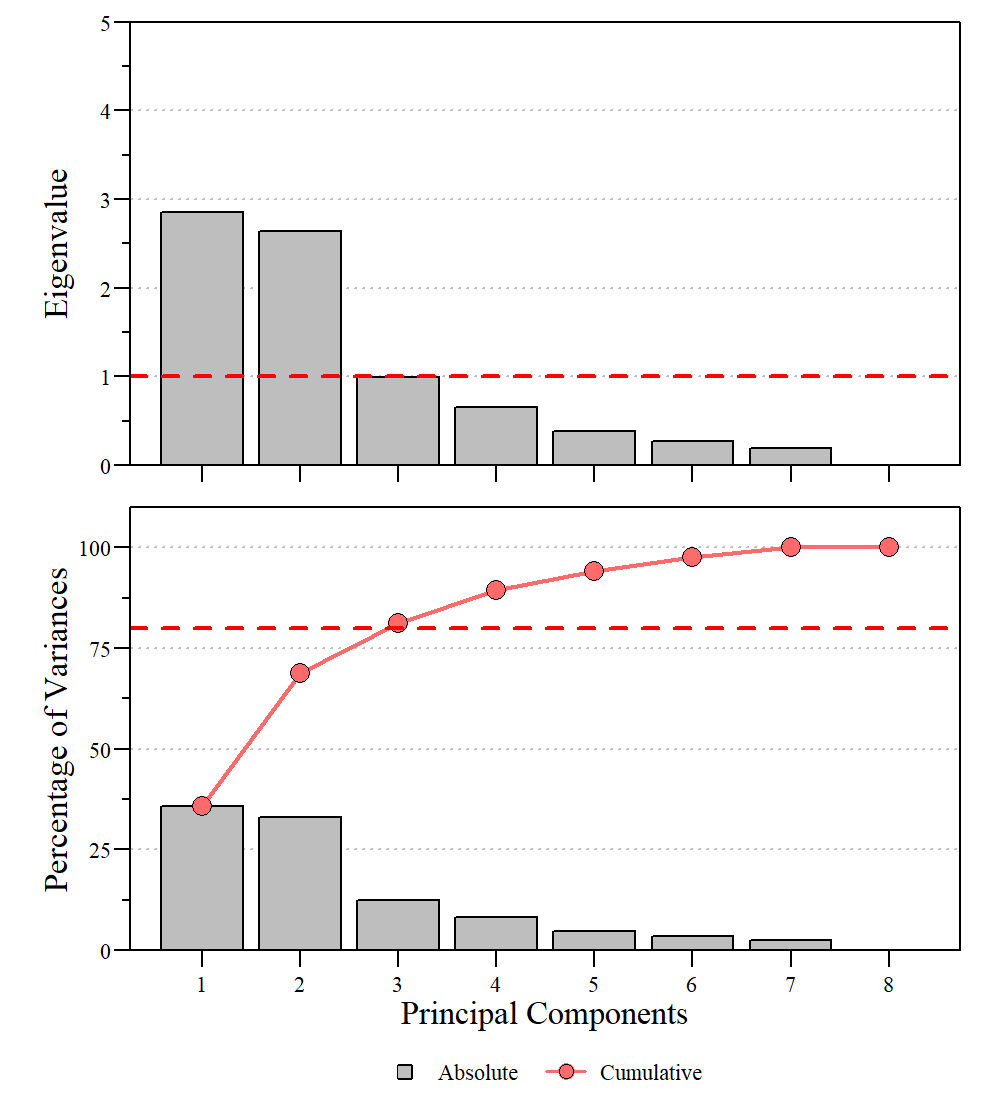 Eigenvalue
5
4
3
2
1
0
Percentage of Variances
100
75
50
25
0
1 2 3 4 5 6 7 8
Principal Components
Absolute Cumulative